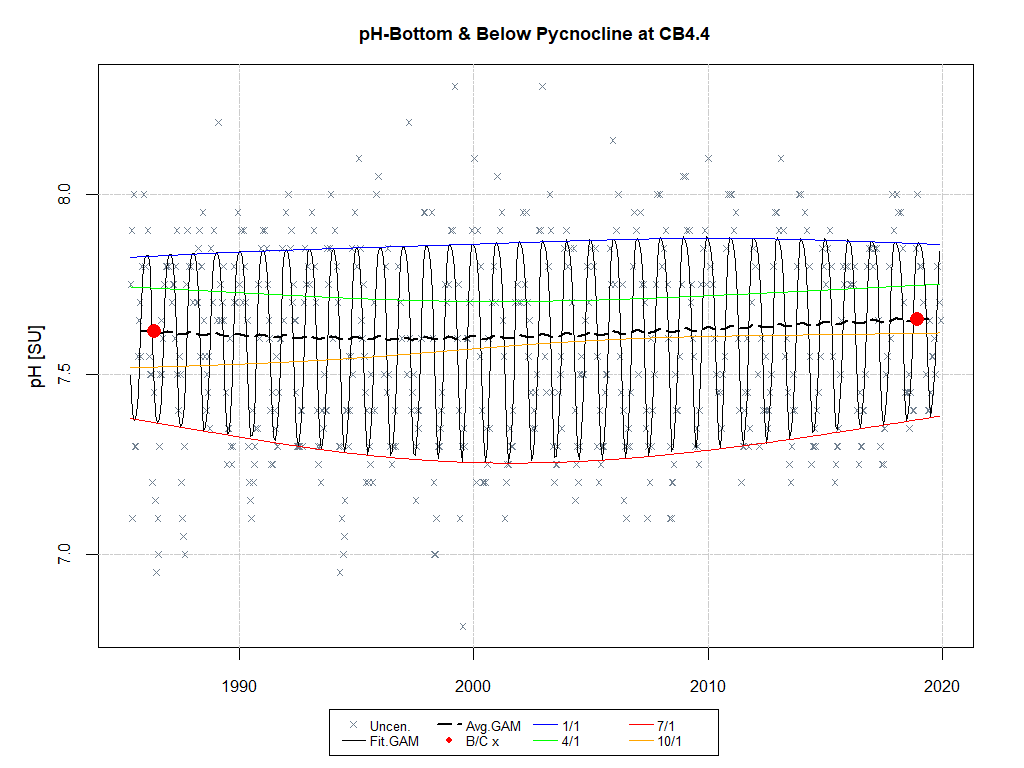 pH-Bottom & Below Pycnocline at CB4.4
pH [SU]
8.0
7.5
7.0
1990 2000 2010 2020
Uncen. Avg.GAM 1/1 7/1
Fit.GAM B/C x 4/1 10/1